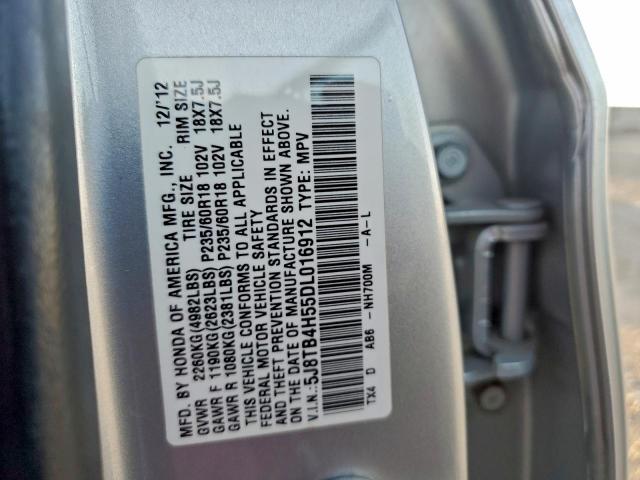 MFD. BY HONDA OF AMERICA MFG., INC. 12/'12
TIRE SIZE RIM SIZE
GVWR 2260KG(4982LBS)
GAWR F 1190KG(2623LBS) P235/60R18 102V 18X7.5J
GAWR R 1080KG(2381LBS) P235/60R18 102V 18X7.5J
THIS VEHICLE CONFORMS TO ALL APPLICABLE
FEDERAL MOTOR VEHICLE SAFETY
AND THEFT PREVENTION STANDARDS IN EFFECT
ON THE DATE OF MANUFACTURE SHOWN ABOVE.
V.I.N.:5J8TB4H55DL016912 TYPE: MPV
TX4 D AB6 -NH700M -A-L